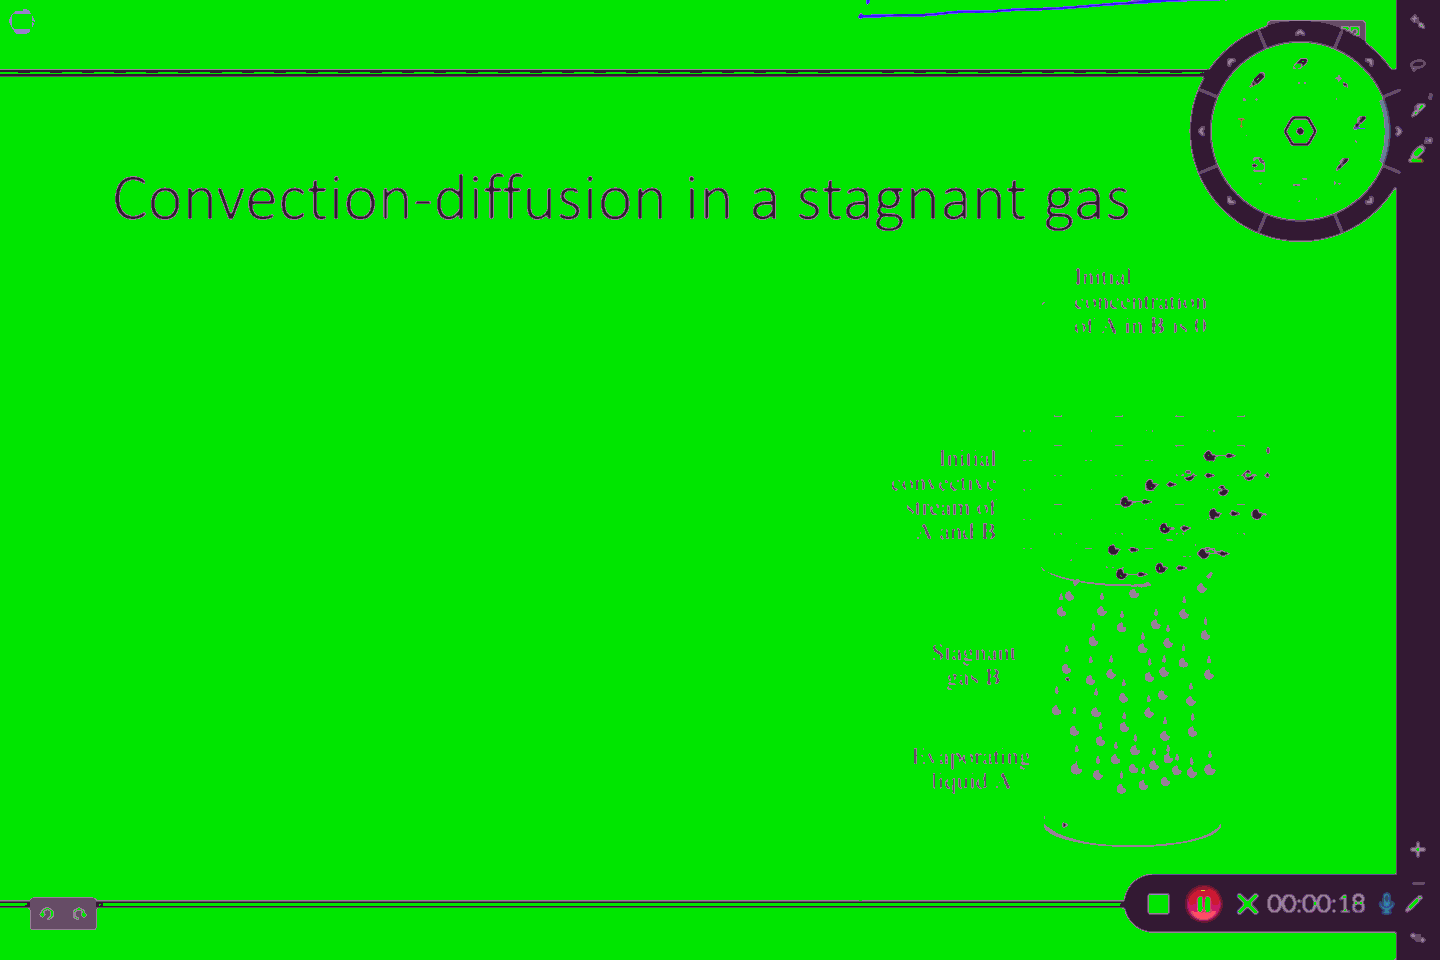 Convection-diffusion in a stagnant gas
Initial
concentration
of A in B is 0
Initial
convective
stream of
A and B
Stagnant
gas B
Evaporating
liquid A
00:00:18